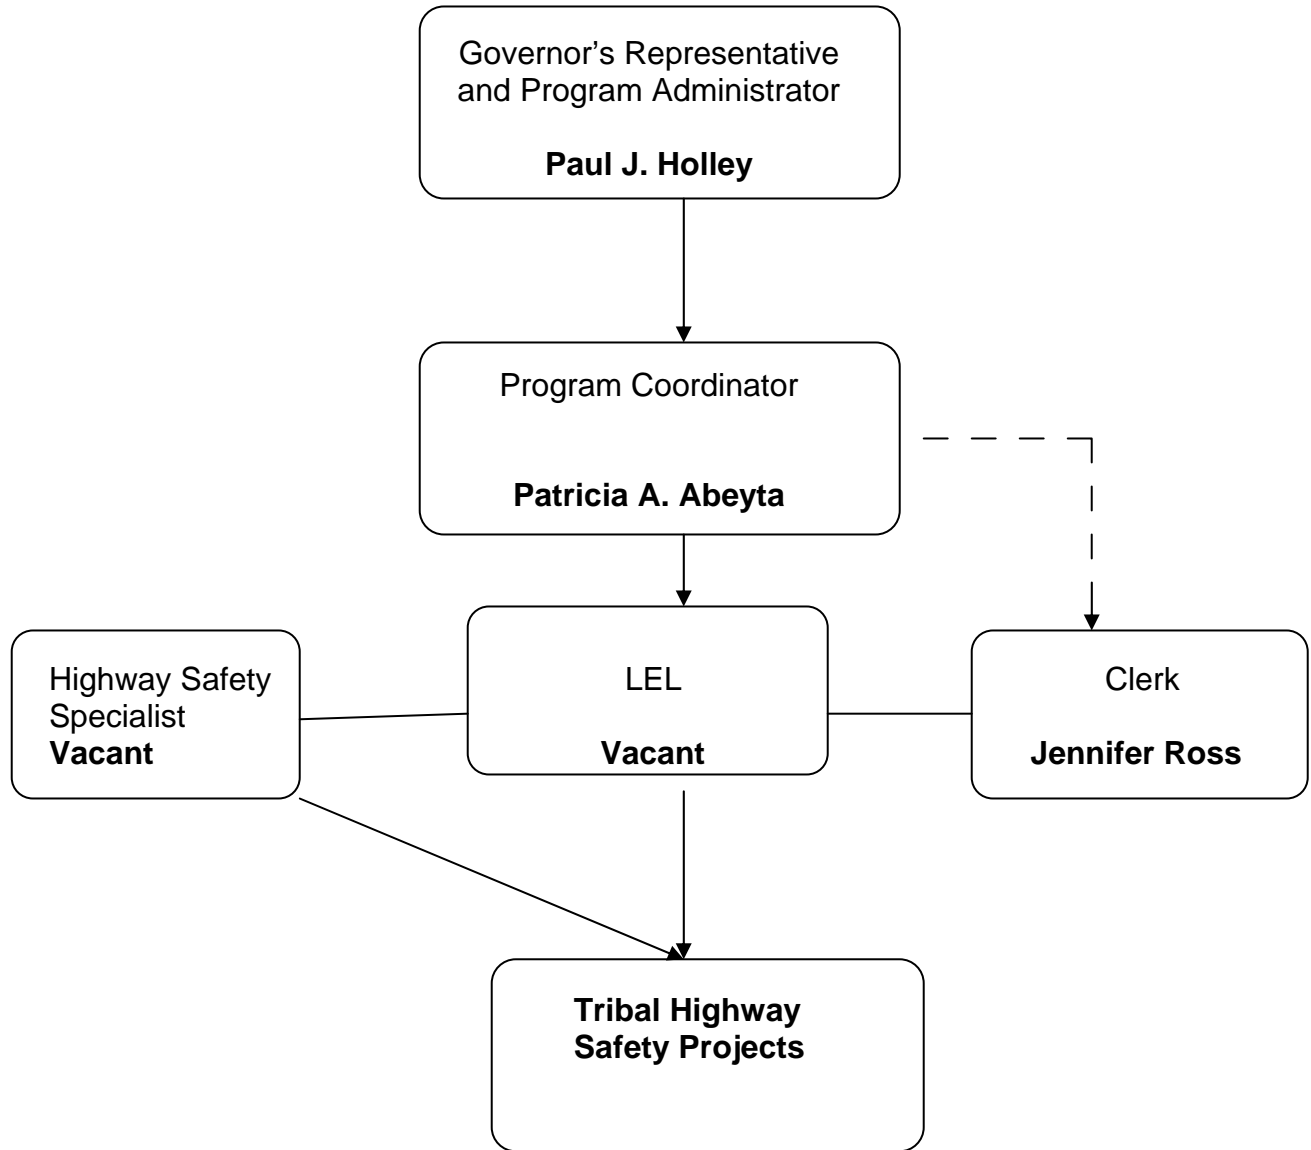 Governor’s Representative
and Program Administrator
Paul J. Holley
Program Coordinator
Patricia A. Abeyta
Highway Safety
Specialist
Vacant
LEL
Vacant
Clerk
Jennifer Ross
Tribal Highway
Safety Projects